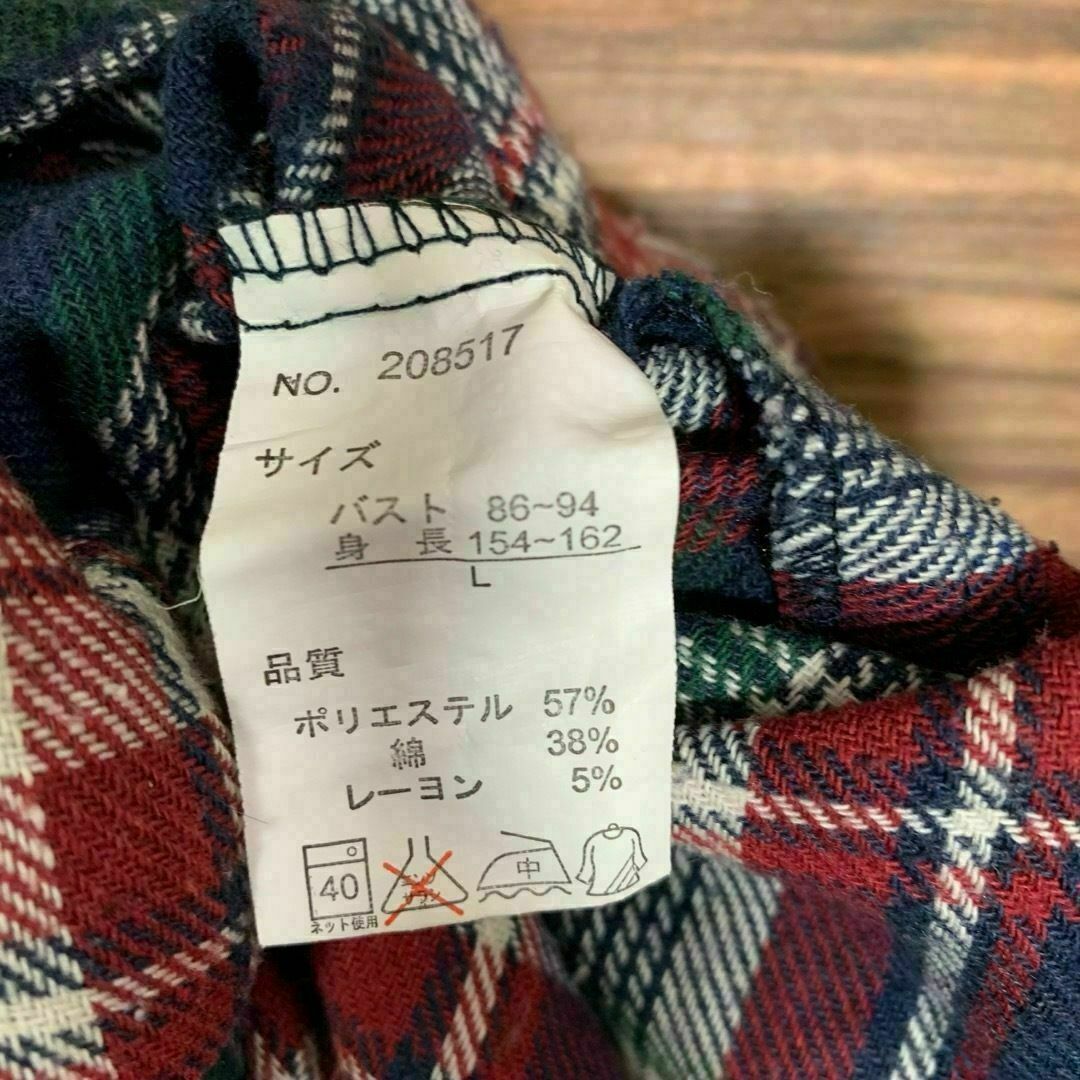 NO. 208517
サイズ
バスト 86~94
身 長 154~162
L
品質
ポリエステル 57%
綿 38%
レーヨン 5%
40 中
ネット使用